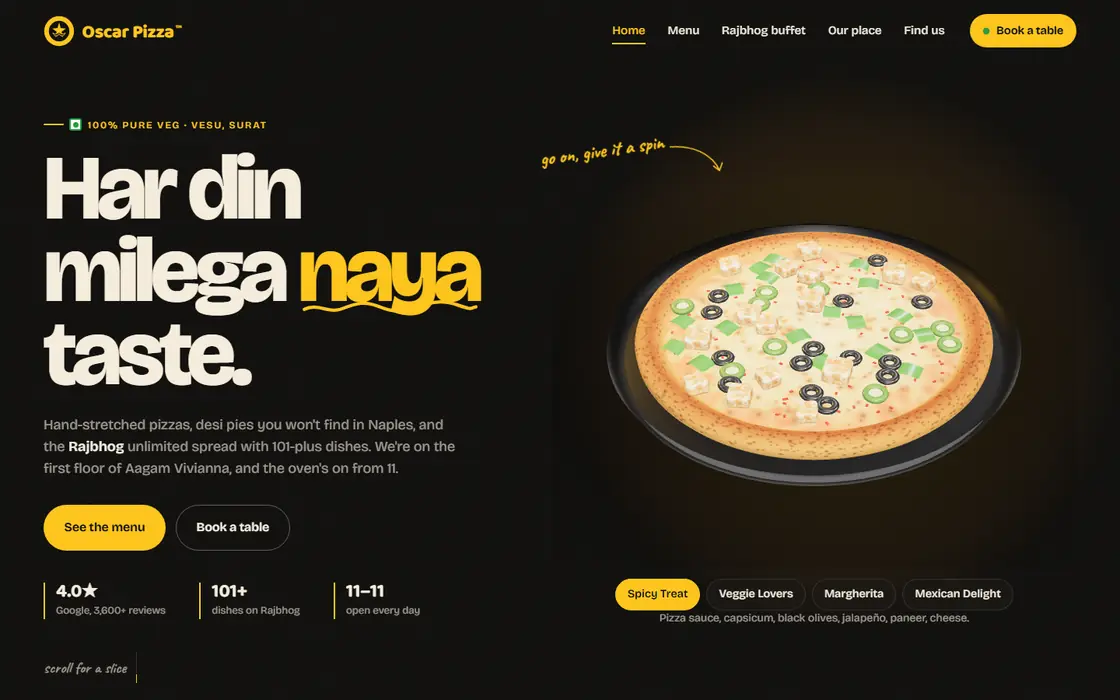 Oscar Pizza™
Home Menu Rajbhog buffet Our place Find us Book a table
100% PURE VEG · VESU, SURAT
go on, give it a spin
Har din
milega naya
taste.
Hand-stretched pizzas, desi pies you won't find in Naples, and
the Rajbhog unlimited spread with 101-plus dishes. We're on the
first floor of Aagam Vivianna, and the oven's on from 11.
See the menu Book a table
4.0★ 101+ 11–11
Google, 3,600+ reviews dishes on Rajbhog open every day
Spicy Treat Veggie Lovers Margherita Mexican Delight
Pizza sauce, capsicum, black olives, jalapeño, paneer, cheese.
scroll for a slice